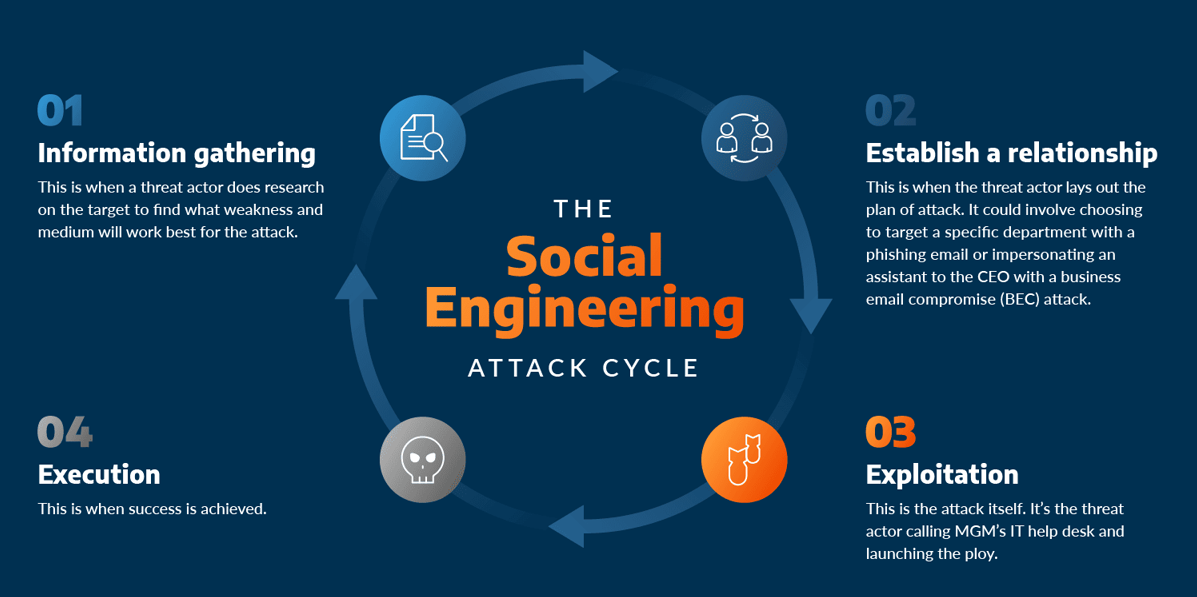 01
Information gathering
This is when a threat actor does research
on the target to find what weakness and
medium will work best for the attack.
02
Establish a relationship
This is when the threat actor lays out the
plan of attack. It could involve choosing
to target a specific department with a
phishing email or impersonating an
assistant to the CEO with a business
email compromise (BEC) attack.
THE
Social
Engineering
ATTACK CYCLE
04
Execution
This is when success is achieved.
03
Exploitation
This is the attack itself. It’s the threat
actor calling MGM’s IT help desk and
launching the ploy.